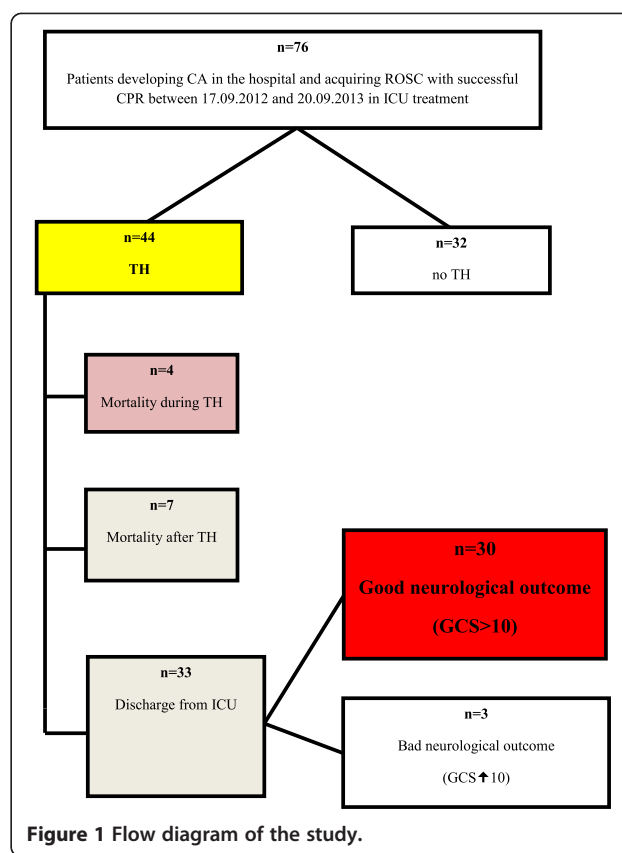 n=76
Patients developing CA in the hospital and acquiring ROSC with successful
CPR between 17.09.2012 and 20.09.2013 in ICU treatment
n=44
TH
n=32
no TH
n=4
Mortality during TH
n=7
Mortality after TH
n=30
Good neurological outcome
(GCS>10)
n=33
Discharge from ICU
n=3
Bad neurological outcome
(GCS🠉10)
Figure 1 Flow diagram of the study.